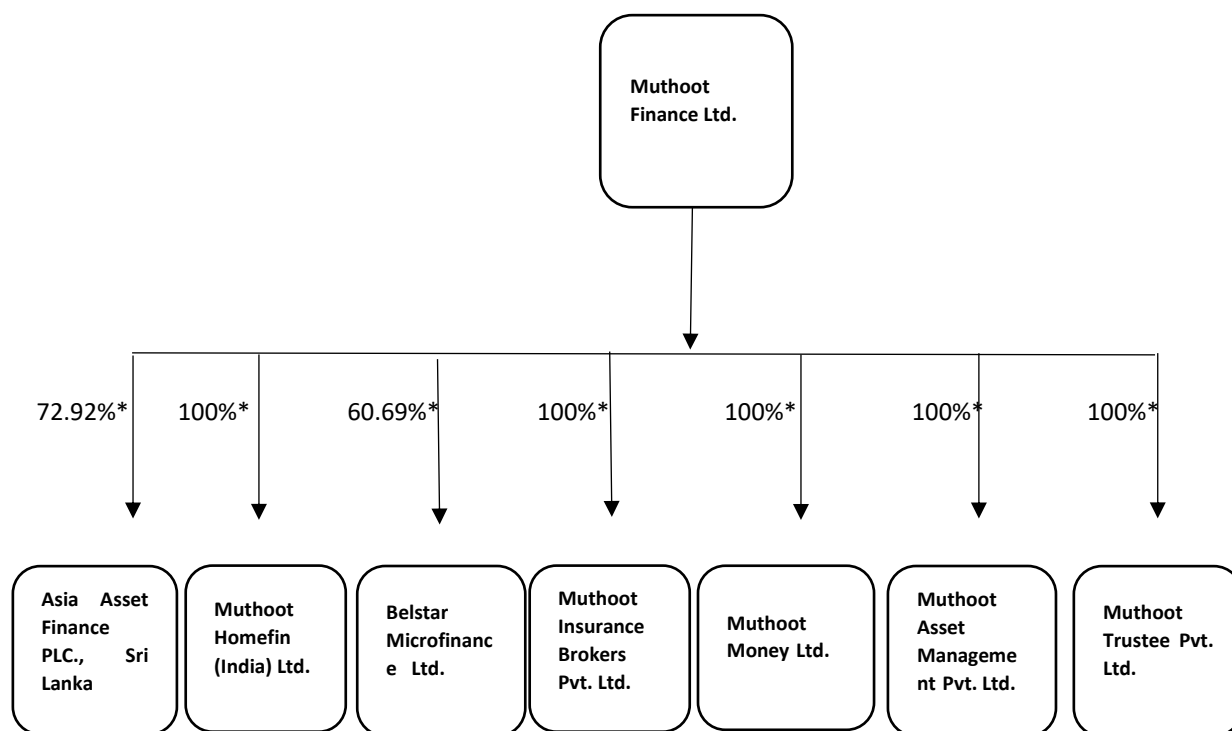 Muthoot
Finance Ltd.
72.92%*
100%*
60.69%*
100%*
100%*
100%*
100%*
Asia Asset
Finance
PLC., Sri
Lanka
Muthoot
Homefin
(India) Ltd.
Belstar
Microfinanc
e Ltd.
Muthoot
Insurance
Brokers
Pvt. Ltd.
Muthoot
Money Ltd.
Muthoot
Asset
Manageme
nt Pvt. Ltd.
Muthoot
Trustee Pvt.
Ltd.